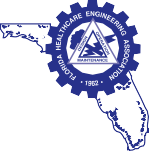 FLORIDA HEALTHCARE ENGINEERING ASSOCIATION
MAINTENANCE
• 1962 •